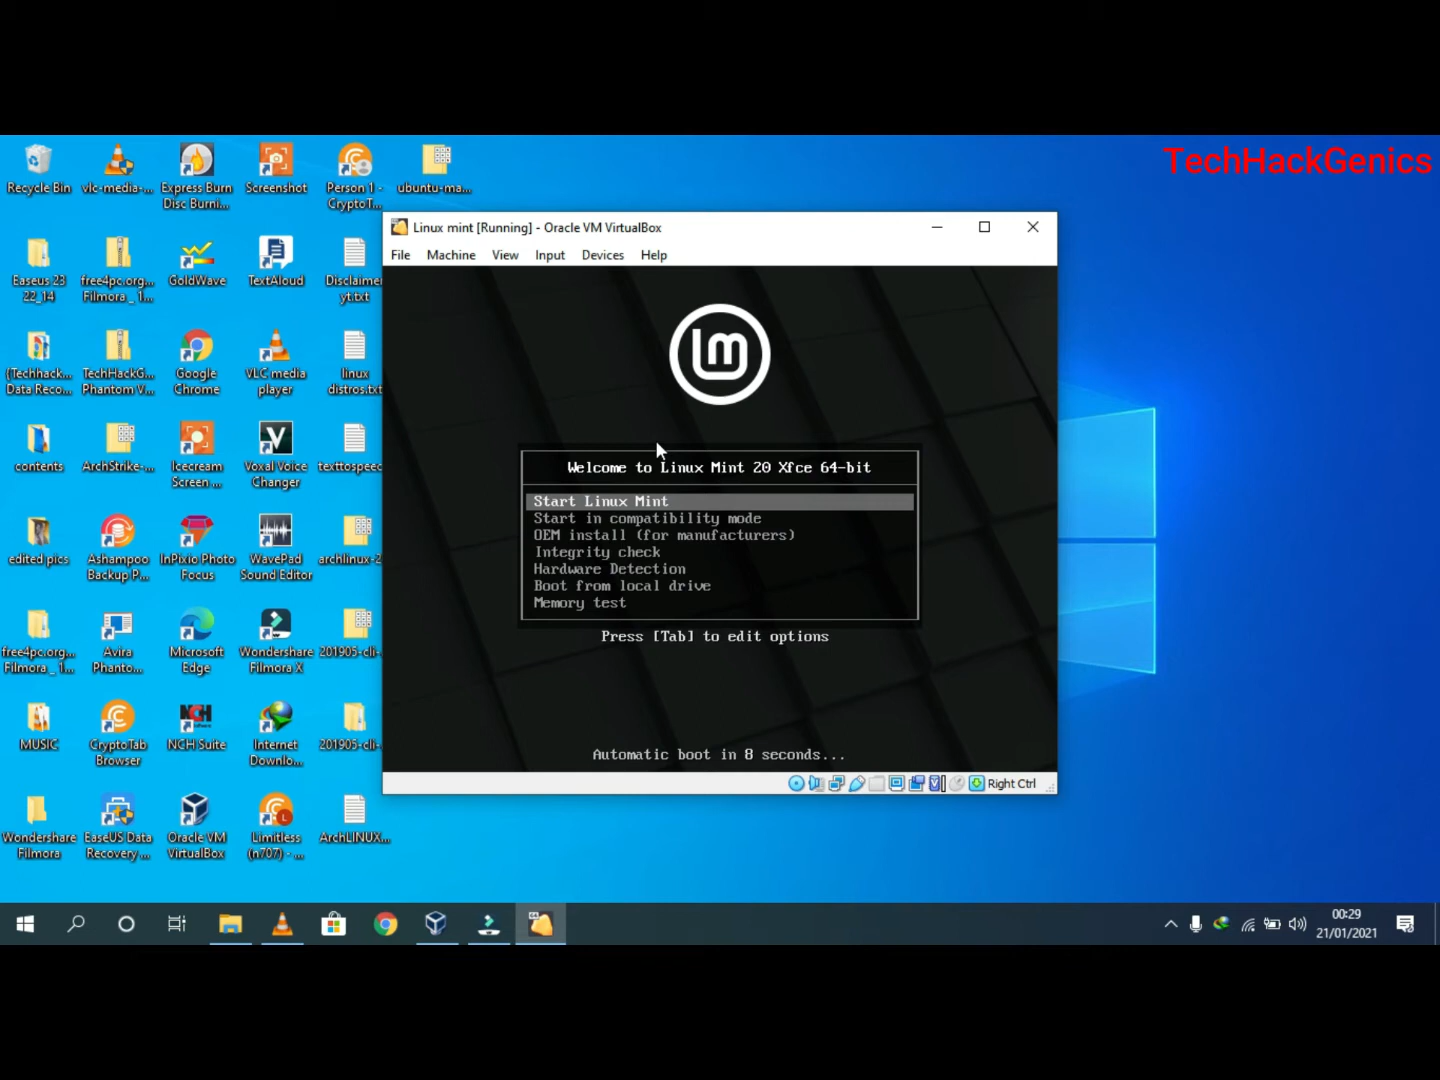 TechHackGenics
Recycle Bin
vlc-media-...
Express Burn
Disc Burni...
Screenshot
Person 1 -
CryptoT...
ubuntu-ma...
Easeus 23
22_14
free4pc.org...
Filmora _ 1...
GoldWave
TextAloud
Disclaime
yt.txt
(Techhack...
Data Reco...
TechHackG...
Phantom V...
Google
Chrome
VLC media
player
linux
distros.txt
contents
ArchStrike-...
Icecream
Screen ...
Voxal Voice
Changer
texttospeec
edited pics
Ashampoo
Backup P...
InPixio Photo
Focus
WavePad
Sound Editor
archlinux-2
free4pc.org...
Filmora _ 1...
Avira
Phanto...
Microsoft
Edge
Wondershare
Filmora X
201905-cli-
MUSIC
CryptoTab
Browser
NCH
NCH Suite
Internet
Downlo...
201905-cli-
Wondershare
Filmora
EaseUS Data
Recovery ...
Oracle VM
VirtualBox
Limitless
(n707) - ...
ArchLINUX...
Linux mint [Running] - Oracle VM VirtualBox
File Machine View Input Devices Help
lm
Welcome to Linux Mint 20 Xfce 64-bit
Start Linux Mint
Start in compatibility mode
OEM install (for manufacturers)
Integrity check
Hardware Detection
Boot from local drive
Memory test
Press [Tab] to edit options
Automatic boot in 8 seconds...
Right Ctrl
00:29
21/01/2021